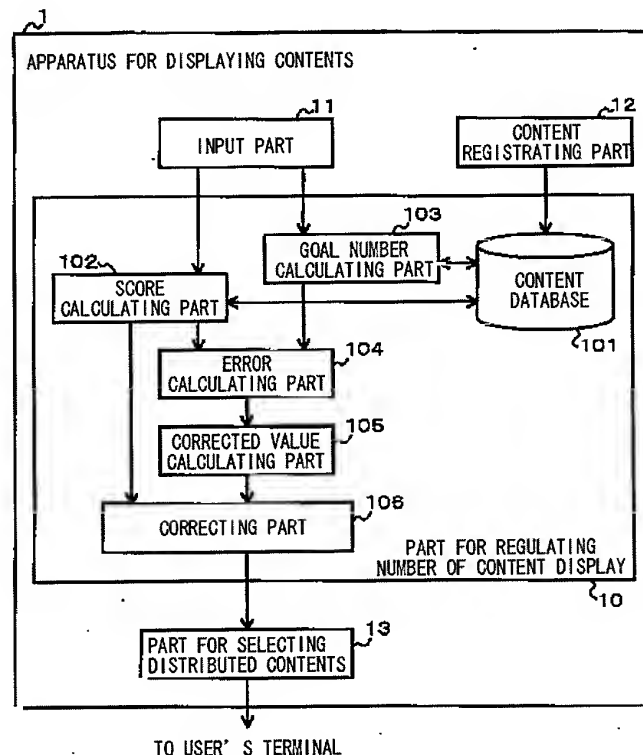 1
APPARATUS FOR DISPLAYING CONTENTS
11
INPUT PART
12
CONTENT
REGISTRATING PART
103
GOAL NUMBER
CALCULATING PART
102
SCORE
CALCULATING PART
CONTENT
DATABASE
101
104
ERROR
CALCULATING PART
105
CORRECTED VALUE
CALCULATING PART
106
CORRECTING PART
PART FOR REGULATING
NUMBER OF CONTENT DISPLAY
10
13
PART FOR SELECTING
DISTRIBUTED CONTENTS
TO USER' S TERMINAL